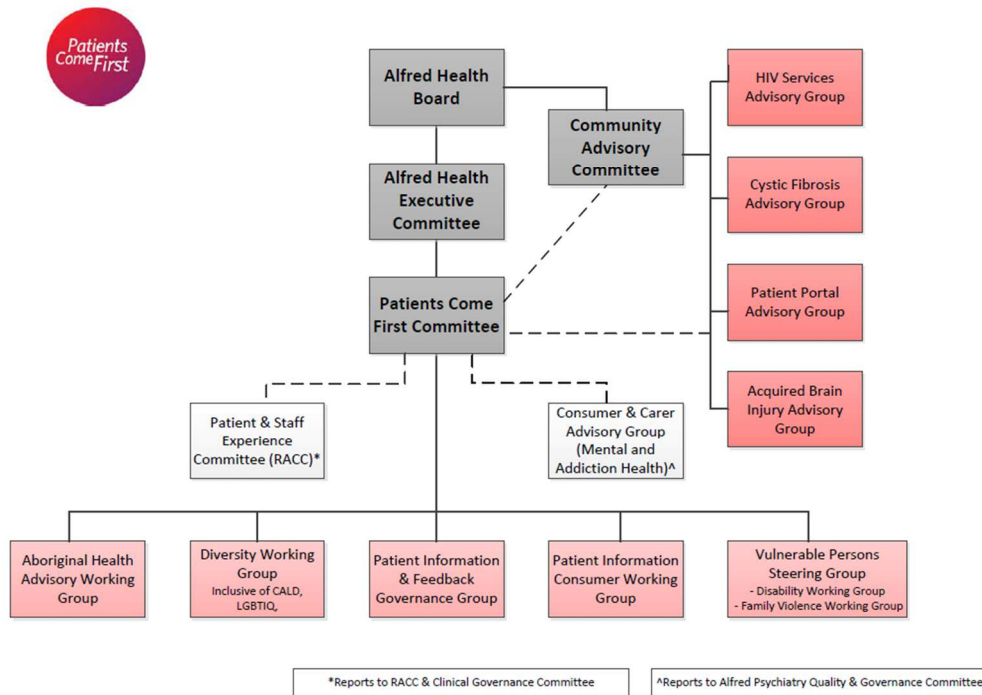 Patients
Come First
Alfred Health
Board
Community
Advisory
Committee
HIV Services
Advisory Group
Alfred Health
Executive
Committee
Cystic Fibrosis
Advisory Group
Patients Come
First Committee
Patient Portal
Advisory Group
Patient & Staff
Experience
Committee (RACC)*
Consumer & Carer
Advisory Group
(Mental and
Addiction Health)^
Acquired Brain
Injury Advisory
Group
Aboriginal Health
Advisory Working
Group
Diversity Working
Group
Inclusive of CALD,
LGBTIQ,
Patient Information
& Feedback
Governance Group
Patient Information
Consumer Working
Group
Vulnerable Persons
Steering Group
- Disability Working Group
- Family Violence Working Group
*Reports to RACC & Clinical Governance Committee
^Reports to Alfred Psychiatry Quality & Governance Committee